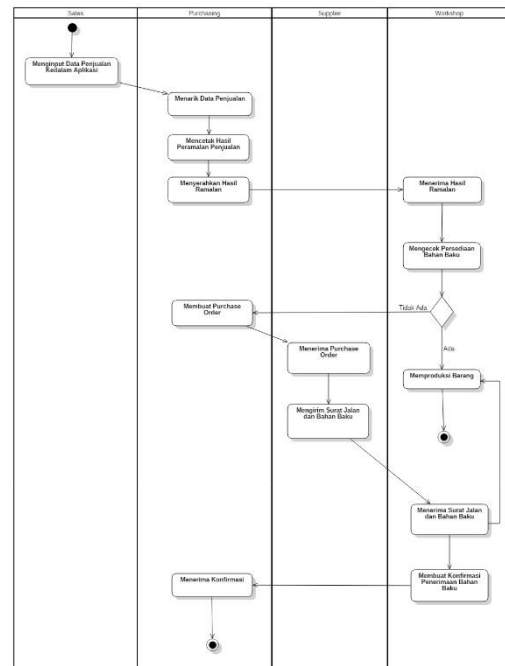 Sales
Purchasing
Supplier
Workshop
Menginput Data Penjualan
Kedalam Aplikasi
Menarik Data Penjualan
Mencetak Hasil
Peramalan Penjualan
Menyerahkan Hasil
Ramalan
Menerima Hasil
Ramalan
Mengecek Persediaan
Bahan Baku
Tidak Ada
Membuat Purchase
Order
Ada
Menerima Purchase
Order
Memproduksi Barang
Mengirim Surat Jalan
dan Bahan Baku
Menerima Surat Jalan
dan Bahan Baku
Membuat Konfirmasi
Penerimaan Bahan
Baku
Menerima Konfirmasi